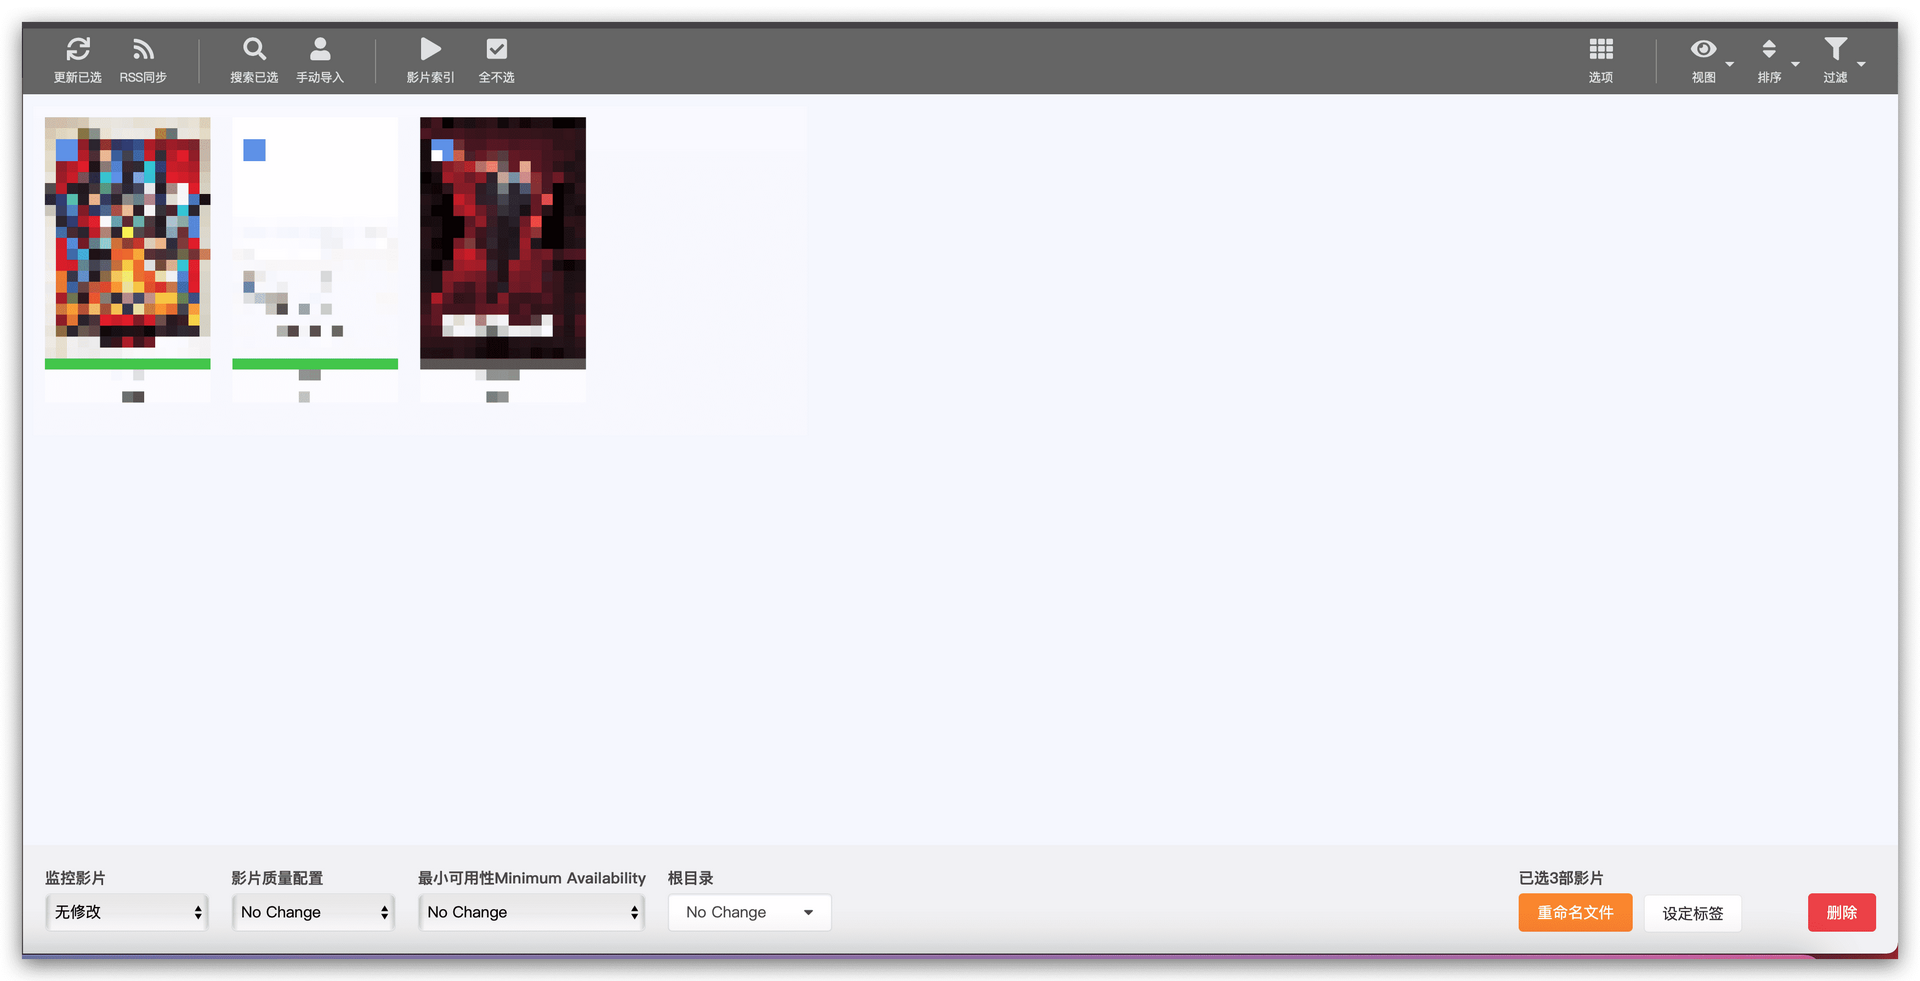 更新已选
RSS同步
搜索已选
手动导入
影片索引
全不选
选项
视图
排序
过滤
监控影片
影片质量配置
最小可用性Minimum Availability
根目录
已选3部影片
无修改
No Change
No Change
No Change
重命名文件
设定标签
删除